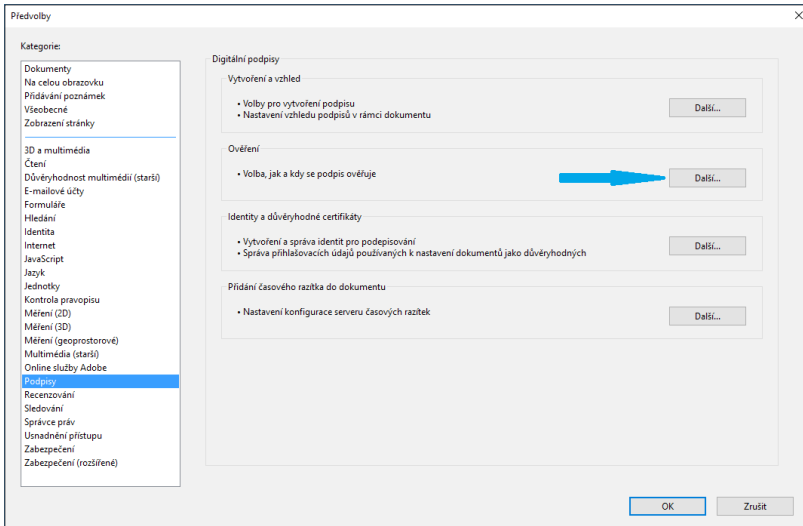 Předvolby
Kategorie:
Dokumenty
Na celou obrazovku
Přidávání poznámek
Všeobecné
Zobrazení stránky
3D a multimédia
Čtení
Důvěryhodnost multimédií (starší)
E-mailové účty
Formuláře
Hledání
Identita
Internet
JavaScript
Jazyk
Jednotky
Kontrola pravopisu
Měření (2D)
Měření (3D)
Měření (geoprostorové)
Multimédia (starší)
Online služby Adobe
Podpisy
Recenzování
Sledování
Správce práv
Usnadnění přístupu
Zabezpečení
Zabezpečení (rozšířené)
Digitální podpisy
Vytvoření a vzhled
• Volby pro vytvoření podpisu
• Nastavení vzhledu podpisů v rámci dokumentu
Další...
Ověření
• Volba, jak a kdy se podpis ověřuje
Další...
Identity a důvěryhodné certifikáty
• Vytvoření a správa identit pro podepisování
• Správa přihlašovacích údajů používaných k nastavení dokumentů jako důvěryhodných
Další...
Přidání časového razítka do dokumentu
• Nastavení konfigurace serveru časových razítek
Další...
OK
Zrušit